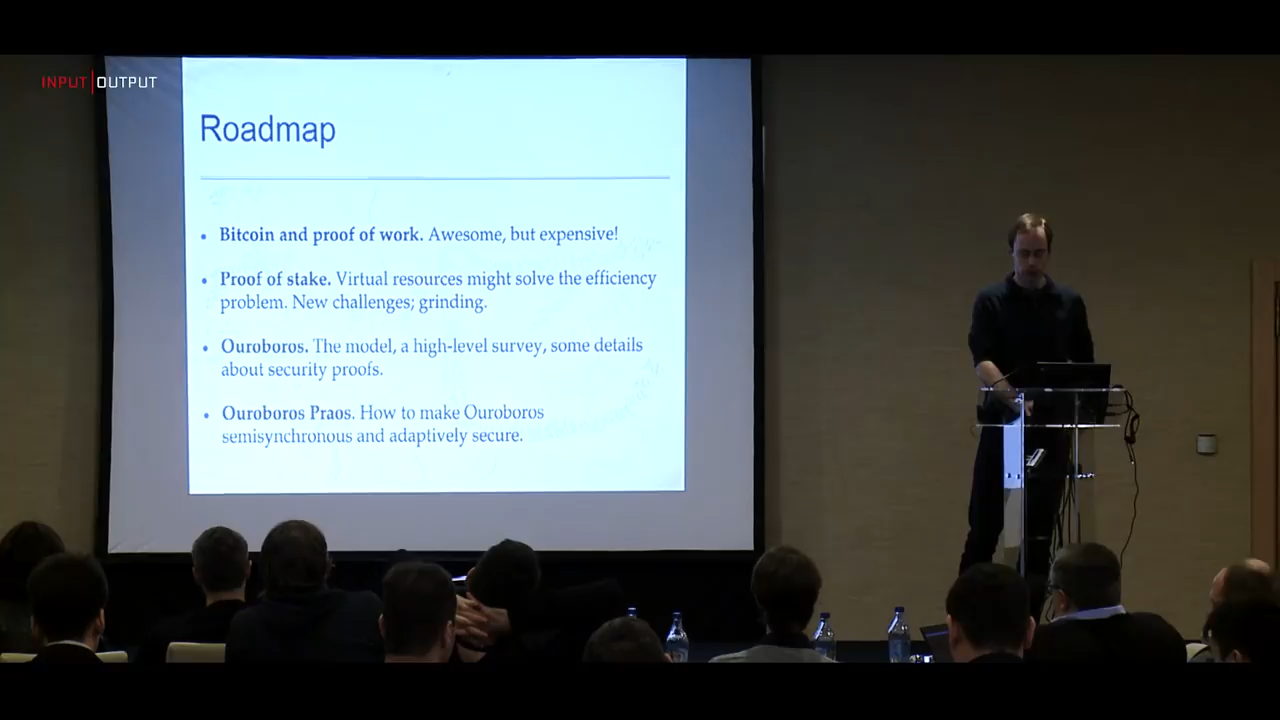 INPUT|OUTPUT
Roadmap
• Bitcoin and proof of work. Awesome, but expensive!
• Proof of stake. Virtual resources might solve the efficiency
problem. New challenges; grinding.
• Ouroboros. The model, a high-level survey, some details
about security proofs.
• Ouroboros Praos. How to make Ouroboros
semisynchronous and adaptively secure.